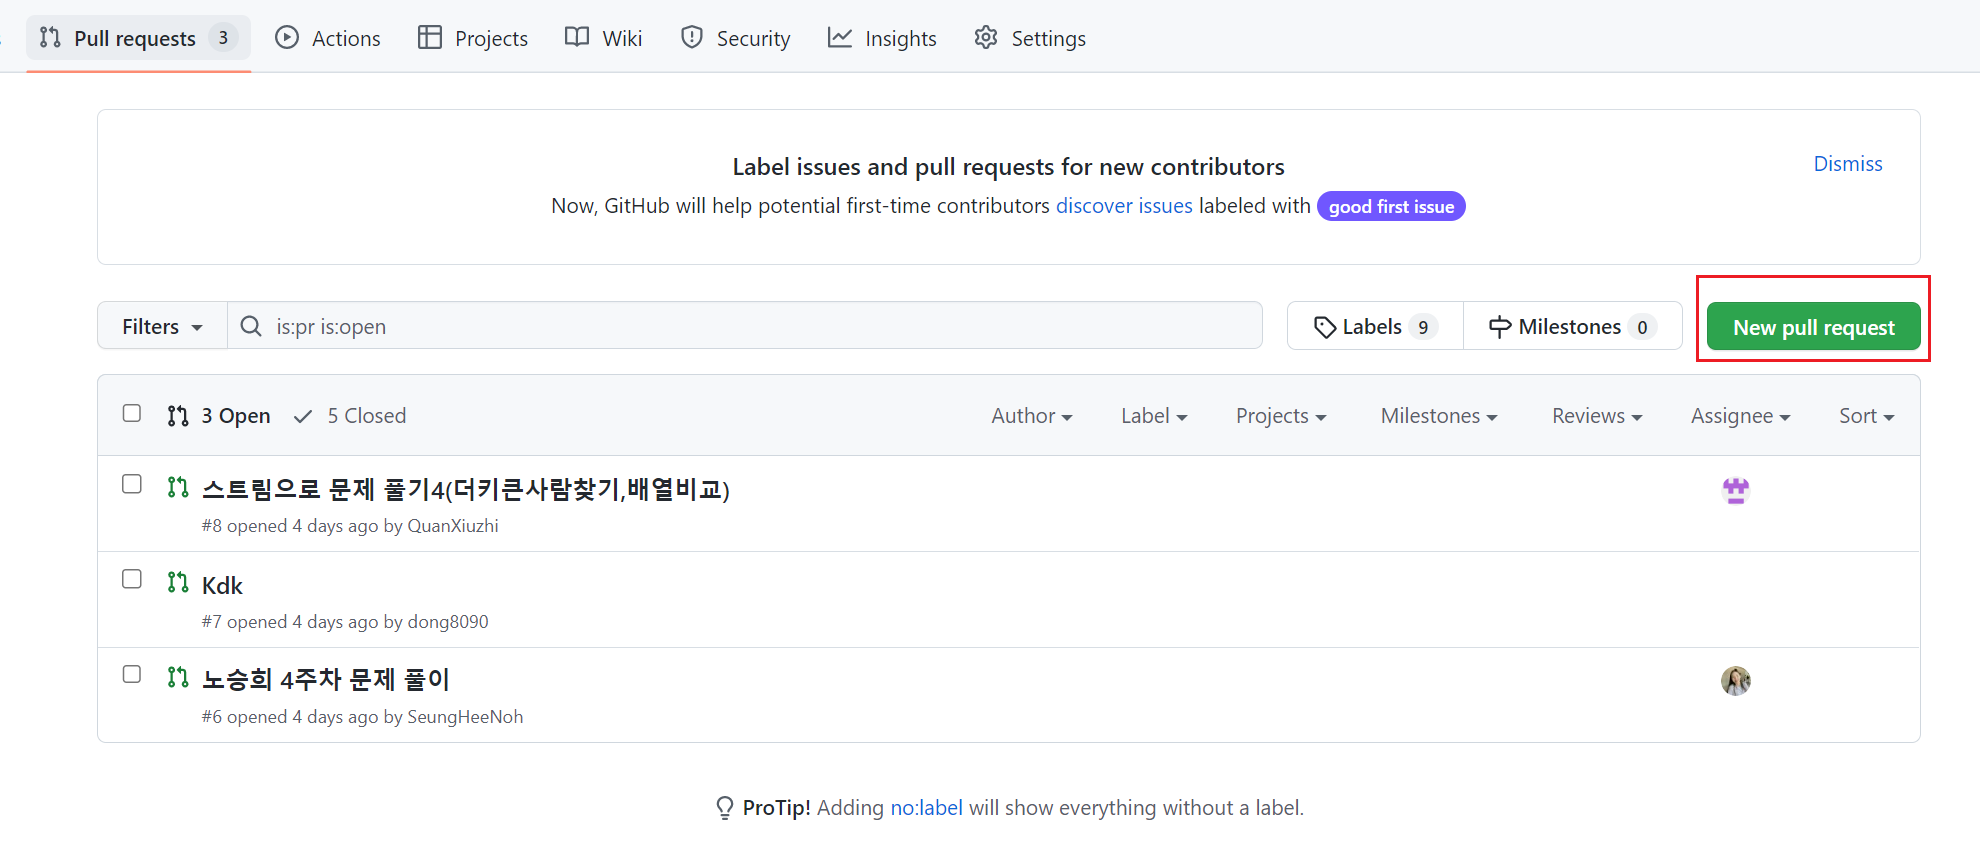 Pull requests 3 Actions Projects Wiki Security Insights Settings
Label issues and pull requests for new contributors
Dismiss
Now, GitHub will help potential first-time contributors discover issues labeled with good first issue
Filters is:pr is:open Labels 9 Milestones 0 New pull request
3 Open 5 Closed Author Label Projects Milestones Reviews Assignee Sort
스트림으로 문제 풀기4(더키큰사람찾기,배열비교)
#8 opened 4 days ago by QuanXiuzhi
Kdk
#7 opened 4 days ago by dong8090
노승희 4주차 문제 풀이
#6 opened 4 days ago by SeungHeeNoh
ProTip! Adding no:label will show everything without a label.